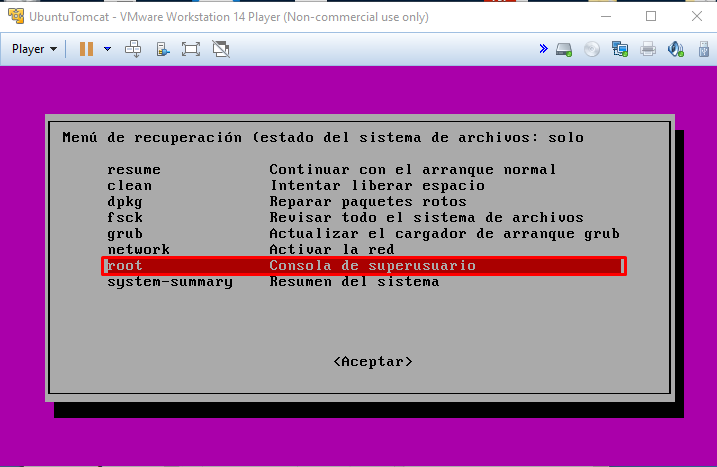 UbuntuTomcat - VMware Workstation 14 Player (Non-commercial use only)
Player
Menú de recuperación (estado del sistema de archivos: solo
resume Continuar con el arranque normal
clean Intentar liberar espacio
dpkg Reparar paquetes rotos
fsck Revisar todo el sistema de archivos
grub Actualizar el cargador de arranque grub
network Activar la red
root Consola de superusuario
system-summary Resumen del sistema
<Aceptar>